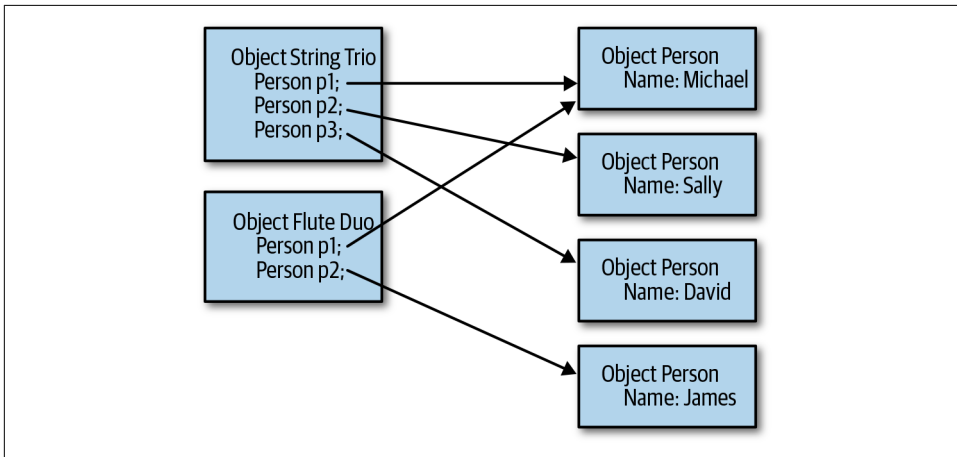 Object String Trio
Person p1;
Person p2;
Person p3;
Object Flute Duo
Person p1;
Person p2;
Object Person
Name: Michael
Object Person
Name: Sally
Object Person
Name: David
Object Person
Name: James